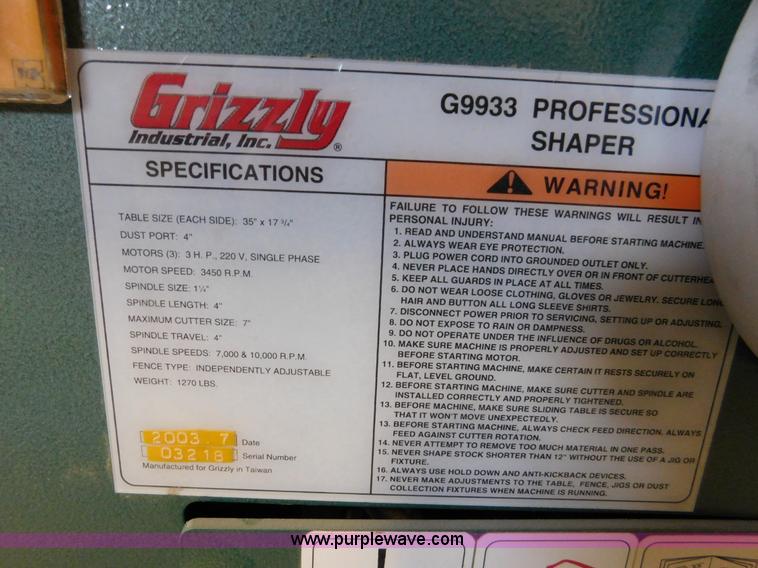 Grizzly
Industrial, Inc. ®
G9933 PROFESSIONA
SHAPER
SPECIFICATIONS
TABLE SIZE (EACH SIDE): 35" x 17 ¾"
DUST PORT: 4"
MOTORS (3): 3 H. P., 220 V, SINGLE PHASE
MOTOR SPEED: 3450 R.P.M.
SPINDLE SIZE: 1¼"
SPINDLE LENGTH: 4"
MAXIMUM CUTTER SIZE: 7"
SPINDLE TRAVEL: 4"
SPINDLE SPEEDS: 7,000 & 10,000 R.P.M.
FENCE TYPE: INDEPENDENTLY ADJUSTABLE
WEIGHT: 1270 LBS.
2003.7 Date
03218 Serial Number
Manufactured for Grizzly in Taiwan
WARNING!
FAILURE TO FOLLOW THESE WARNINGS WILL RESULT IN
PERSONAL INJURY:
1. READ AND UNDERSTAND MANUAL BEFORE STARTING MACHINE.
2. ALWAYS WEAR EYE PROTECTION.
3. PLUG POWER CORD INTO GROUNDED OUTLET ONLY.
4. NEVER PLACE HANDS DIRECTLY OVER OR IN FRONT OF CUTTERHEA
5. KEEP ALL GUARDS IN PLACE AT ALL TIMES.
6. DO NOT WEAR LOOSE CLOTHING, GLOVES OR JEWELRY. SECURE LONG
HAIR AND BUTTON ALL LONG SLEEVE SHIRTS.
7. DISCONNECT POWER PRIOR TO SERVICING, SETTING UP OR ADJUSTING.
8. DO NOT EXPOSE TO RAIN OR DAMPNESS.
9. DO NOT OPERATE UNDER THE INFLUENCE OF DRUGS OR ALCOHOL.
10. MAKE SURE MACHINE IS PROPERLY ADJUSTED AND SET UP CORRECTLY
BEFORE STARTING MOTOR.
11. BEFORE STARTING MACHINE, MAKE CERTAIN IT RESTS SECURELY ON
FLAT, LEVEL GROUND.
12. BEFORE STARTING MACHINE, MAKE SURE CUTTER AND SPINDLE ARE
INSTALLED CORRECTLY AND PROPERLY TIGHTENED.
13. BEFORE MACHINE, MAKE SURE SLIDING TABLE IS SECURE SO
THAT IT WON'T MOVE UNEXPECTEDLY.
13. BEFORE STARTING MACHINE, ALWAYS CHECK FEED DIRECTION, ALWAYS
FEED AGAINST CUTTER ROTATION.
14. NEVER ATTEMPT TO REMOVE TOO MUCH MATERIAL IN ONE PASS.
15. NEVER SHAPE STOCK SHORTER THAN 12" WITHOUT THE USE OF A JIG OR
FIXTURE.
16. ALWAYS USE HOLD DOWN AND ANTI-KICKBACK DEVICES.
17. NEVER MAKE ADJUSTMENTS TO THE TABLE, FENCE, JIGS OR DUST
COLLECTION FIXTURES WHEN MACHINE IS RUNNING.
www.purplewave.com